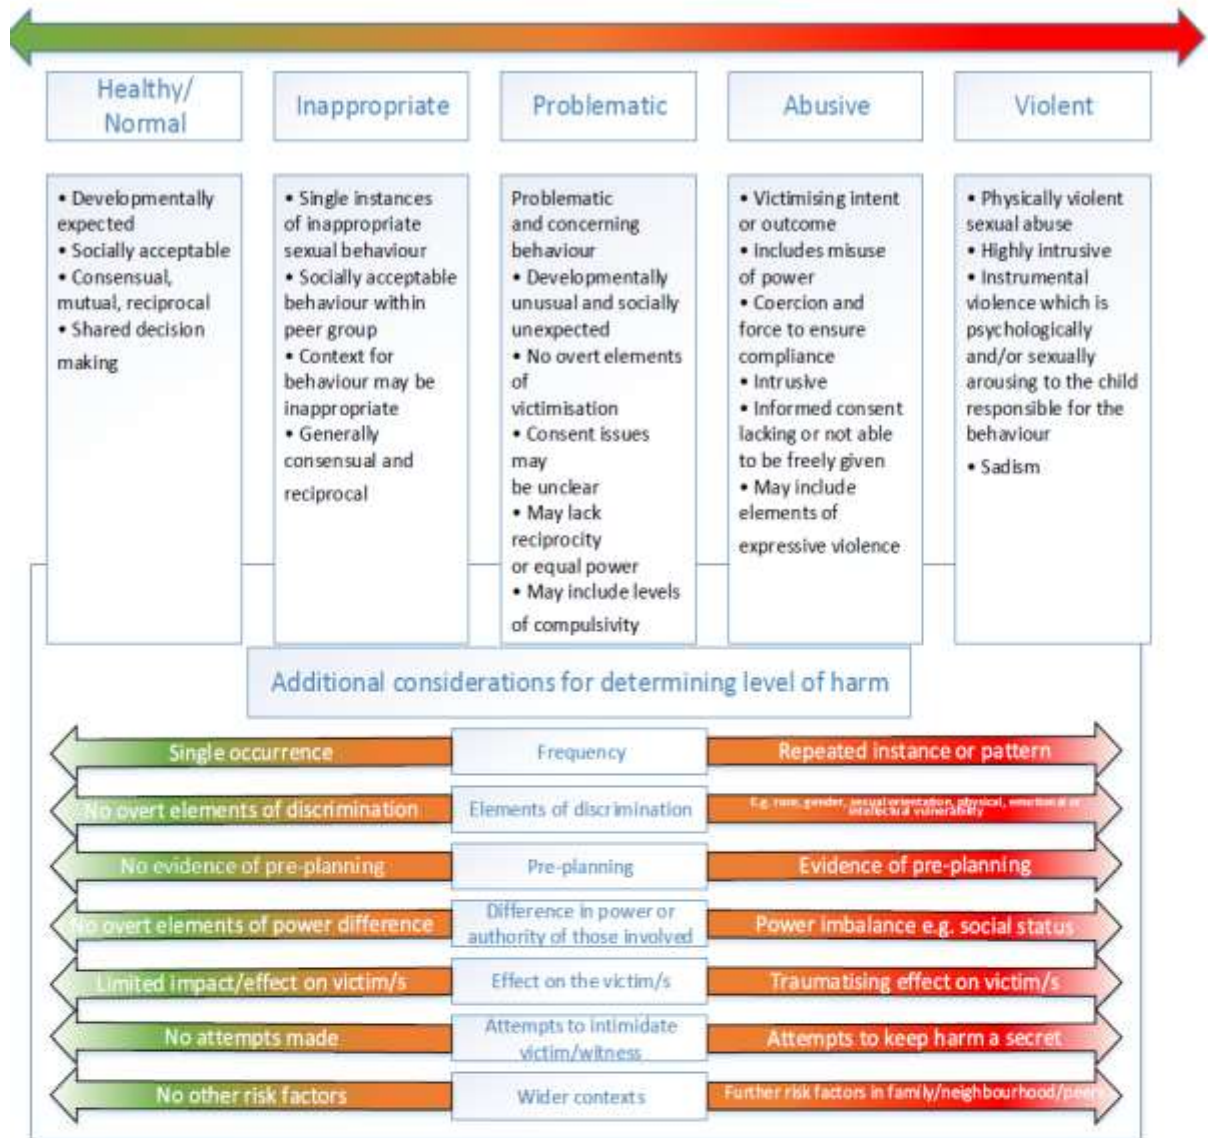 Healthy/
Normal
Inappropriate
Problematic
Abusive
Violent
• Developmentally
expected
• Socially acceptable
• Consensual,
mutual, reciprocal
• Shared decision
making
• Single instances
of inappropriate
sexual behaviour
• Socially acceptable
behaviour within
peer group
• Context for
behaviour may be
inappropriate
• Generally
consensual and
reciprocal
Problematic
and concerning
behaviour
• Developmentally
unusual and socially
unexpected
• No overt elements
of
victimisation
• Consent issues
may
be unclear
• May lack
reciprocity
or equal power
• May include levels
of compulsivity
• Victimising intent
or outcome
• Includes misuse
of power
• Coercion and
force to ensure
compliance
• Intrusive
• Informed consent
lacking or not able
to be freely given
• May include
elements of
expressive violence
• Physically violent
sexual abuse
• Highly intrusive
• Instrumental
violence which is
psychologically
and/or sexually
arousing to the child
responsible for the
behaviour
• Sadism
Additional considerations for determining level of harm
Single occurrence
Frequency
Repeated instance or pattern
No overt elements of discrimination
Elements of discrimination
E.g. race, gender, sexual orientation, physical, emotional or
intellectual vulnerability
No evidence of pre-planning
Pre-planning
Evidence of pre-planning
No overt elements of power difference
Difference in power or
authority of those involved
Power imbalance e.g. social status
Limited impact/effect on victim/s
Effect on the victim/s
Traumatising effect on victim/s
No attempts made
Attempts to intimidate
victim/witness
Attempts to keep harm a secret
No other risk factors
Wider contexts
Further risk factors in family/neighbourhood/peers